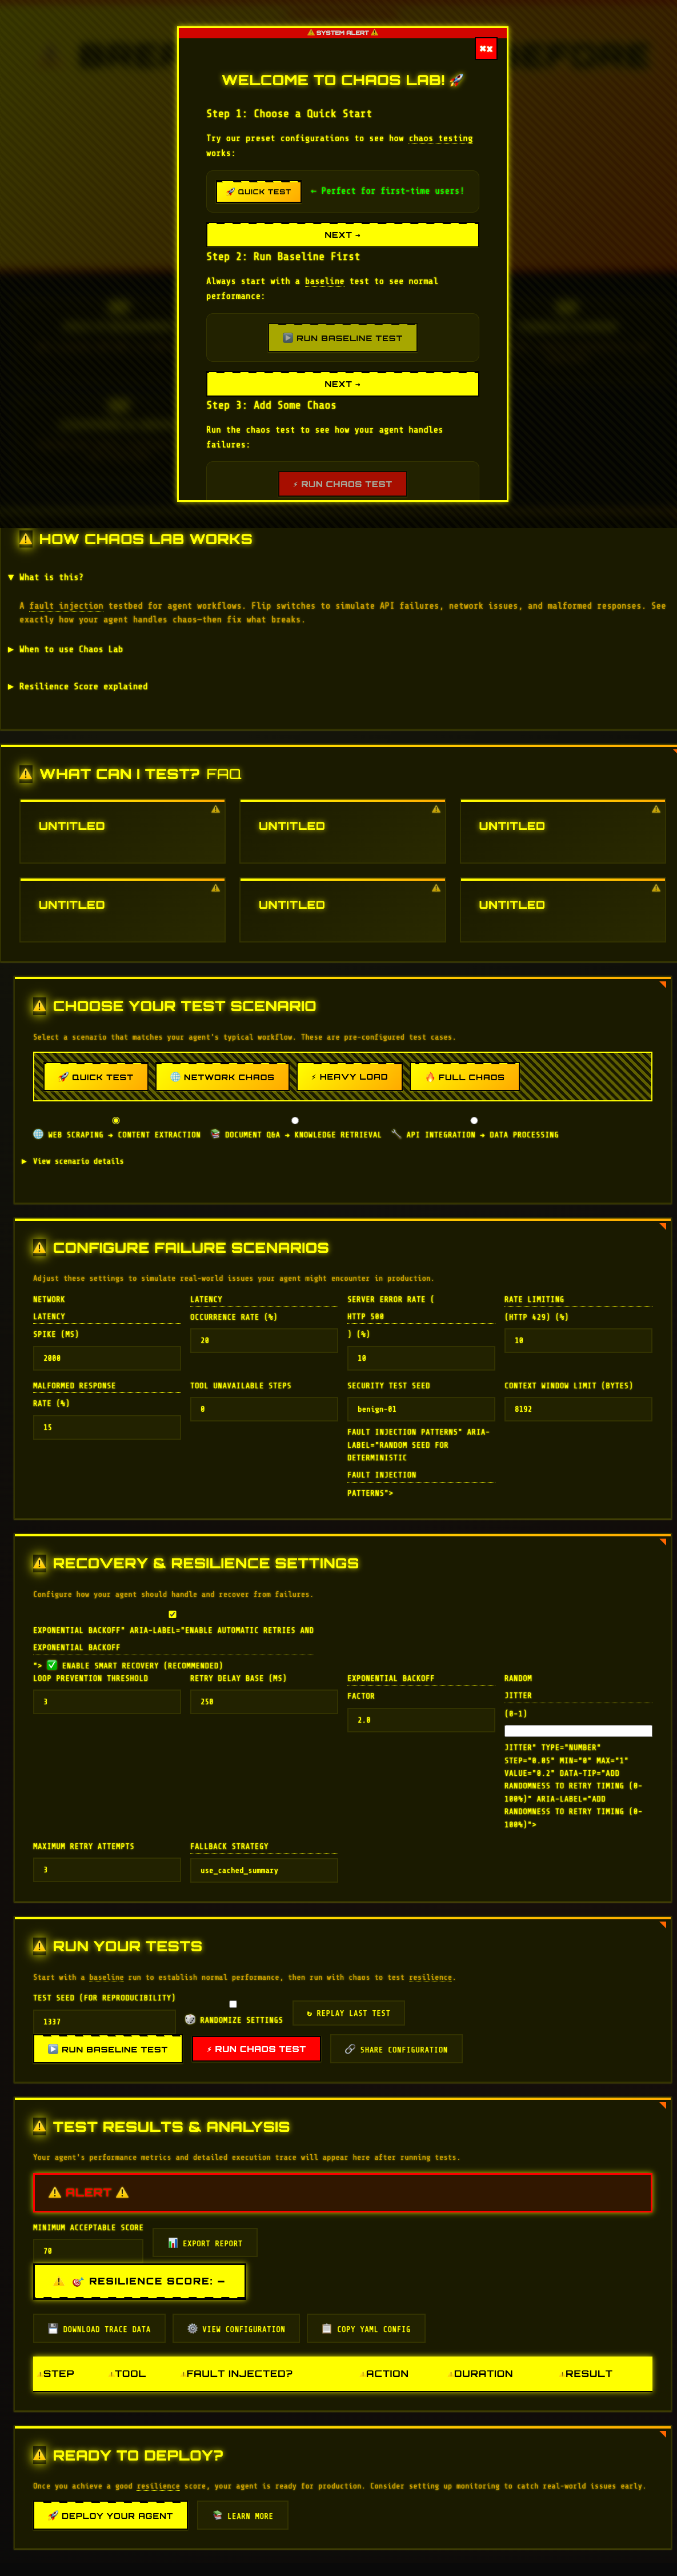 ⚠️ SYSTEM ALERT ⚠️
✖✖
WELCOME TO CHAOS LAB! 🚀
Step 1: Choose a Quick Start
Try our preset configurations to see how chaos testing
works:
🚀 QUICK TEST
← Perfect for first-time users!
NEXT →
Step 2: Run Baseline First
Always start with a baseline test to see normal
performance:
▶️ RUN BASELINE TEST
NEXT →
Step 3: Add Some Chaos
Run the chaos test to see how your agent handles
failures:
⚡ RUN CHAOS TEST
⚠️ HOW CHAOS LAB WORKS
▼ What is this?
A fault injection testbed for agent workflows. Flip switches to simulate API failures, network issues, and malformed responses. See
exactly how your agent handles chaos—then fix what breaks.
▶ When to use Chaos Lab
▶ Resilience Score explained
⚠️ WHAT CAN I TEST? FAQ
UNTITLED ⚠️
UNTITLED ⚠️
UNTITLED ⚠️
UNTITLED ⚠️
UNTITLED ⚠️
UNTITLED ⚠️
⚠️ CHOOSE YOUR TEST SCENARIO
Select a scenario that matches your agent's typical workflow. These are pre-configured test cases.
🚀 QUICK TEST
🌐 NETWORK CHAOS
⚡ HEAVY LOAD
🔥 FULL CHAOS
🌐 WEB SCRAPING → CONTENT EXTRACTION
📚 DOCUMENT Q&A → KNOWLEDGE RETRIEVAL
🔧 API INTEGRATION → DATA PROCESSING
▶ View scenario details
⚠️ CONFIGURE FAILURE SCENARIOS
Adjust these settings to simulate real-world issues your agent might encounter in production.
NETWORK
LATENCY
SPIKE (MS)
2000
LATENCY
OCCURRENCE RATE (%)
20
SERVER ERROR RATE (
HTTP 500
) (%)
10
RATE LIMITING
(HTTP 429) (%)
10
MALFORMED RESPONSE
RATE (%)
15
TOOL UNAVAILABLE STEPS
0
SECURITY TEST SEED
benign-01
FAULT INJECTION PATTERNS" ARIA-
LABEL="RANDOM SEED FOR
DETERMINISTIC
FAULT INJECTION
PATTERNS">
CONTEXT WINDOW LIMIT (BYTES)
8192
⚠️ RECOVERY & RESILIENCE SETTINGS
Configure how your agent should handle and recover from failures.
EXPONENTIAL BACKOFF" ARIA-LABEL="ENABLE AUTOMATIC RETRIES AND
EXPONENTIAL BACKOFF
"> ✅ ENABLE SMART RECOVERY (RECOMMENDED)
LOOP PREVENTION THRESHOLD
3
RETRY DELAY BASE (MS)
250
EXPONENTIAL BACKOFF
FACTOR
2.0
RANDOM
JITTER
(0-1)
JITTER" TYPE="NUMBER"
STEP="0.05" MIN="0" MAX="1"
VALUE="0.2" DATA-TIP="ADD
RANDOMNESS TO RETRY TIMING (0-
100%)" ARIA-LABEL="ADD
RANDOMNESS TO RETRY TIMING (0-
100%)">
MAXIMUM RETRY ATTEMPTS
3
FALLBACK STRATEGY
use_cached_summary
⚠️ RUN YOUR TESTS
Start with a baseline run to establish normal performance, then run with chaos to test resilience.
TEST SEED (FOR REPRODUCIBILITY)
1337
🎲 RANDOMIZE SETTINGS
↻ REPLAY LAST TEST
▶️ RUN BASELINE TEST
⚡ RUN CHAOS TEST
🔗 SHARE CONFIGURATION
⚠️ TEST RESULTS & ANALYSIS
Your agent's performance metrics and detailed execution trace will appear here after running tests.
⚠️ ALERT ⚠️
MINIMUM ACCEPTABLE SCORE
70
📊 EXPORT REPORT
⚠️ 🎯 RESILIENCE SCORE: —
💾 DOWNLOAD TRACE DATA
⚙️ VIEW CONFIGURATION
📋 COPY YAML CONFIG
⚠STEP ⚠TOOL ⚠FAULT INJECTED? ⚠ACTION ⚠DURATION ⚠RESULT
⚠️ READY TO DEPLOY?
Once you achieve a good resilience score, your agent is ready for production. Consider setting up monitoring to catch real-world issues early.
🚀 DEPLOY YOUR AGENT
📚 LEARN MORE